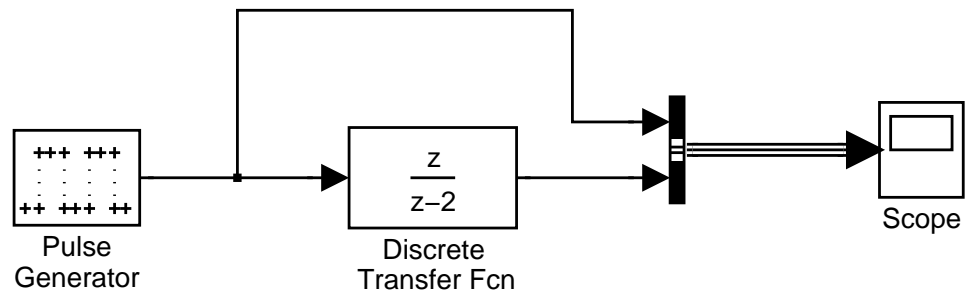 z
z−2
Pulse
Generator
Discrete
Transfer Fcn
Scope